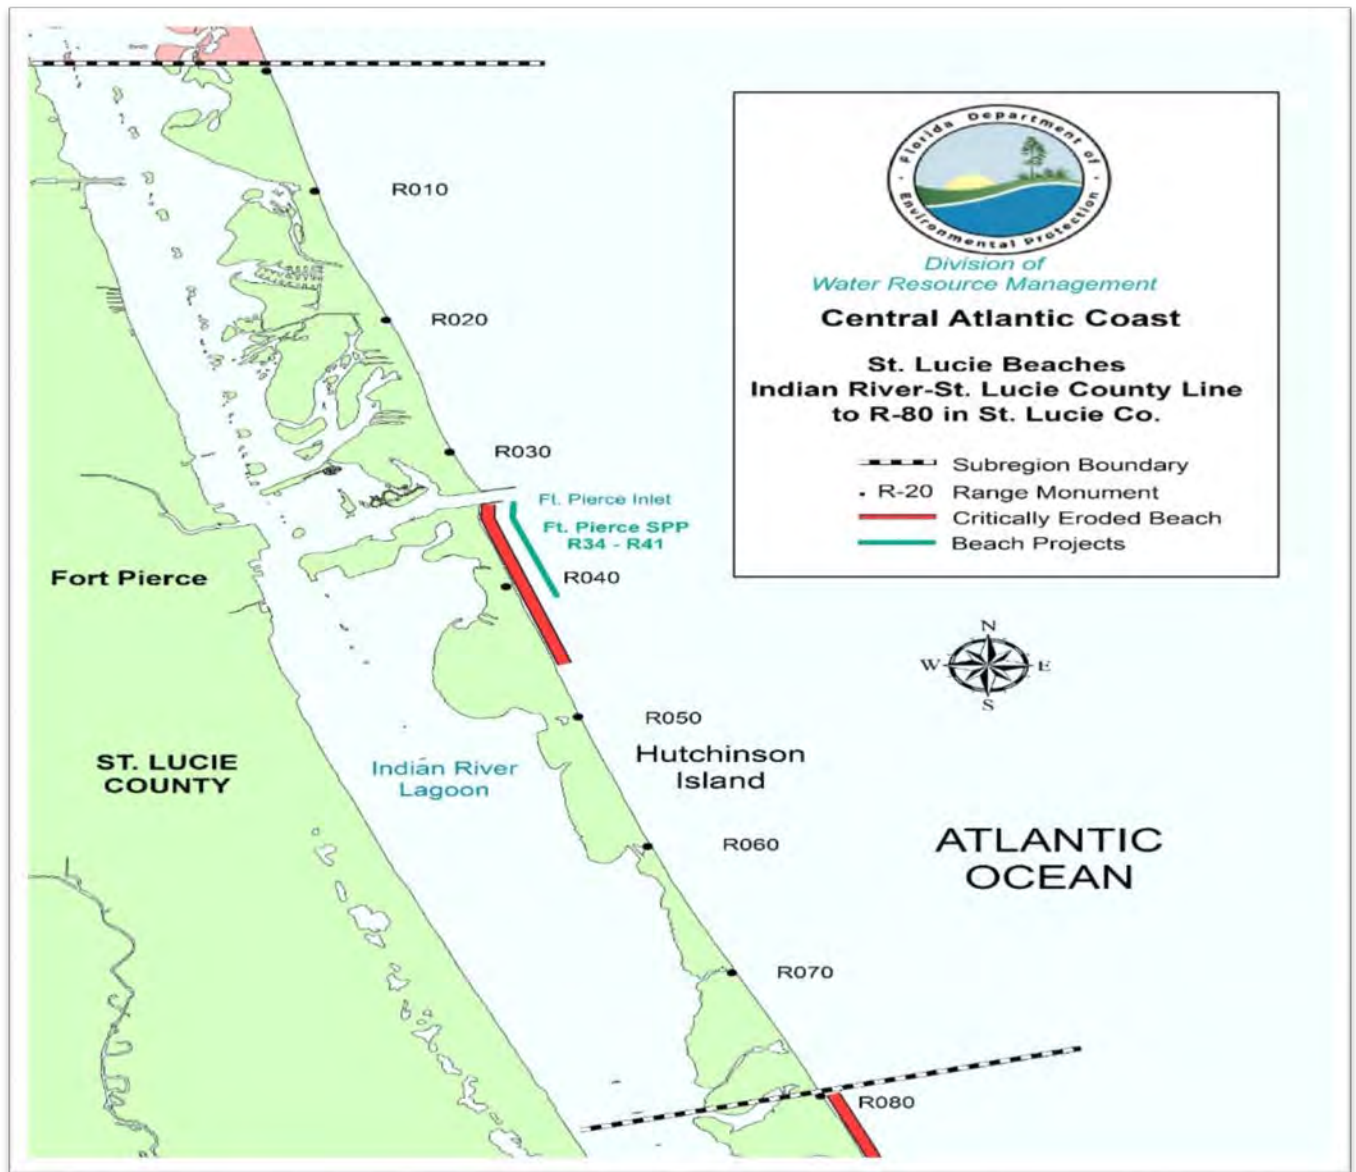 R010
R020
R030
Ft. Pierce Inlet
Ft. Pierce SPP
R34 - R41
R040
Fort Pierce
R050
Hutchinson
Island
ST. LUCIE
COUNTY
Indian River
Lagoon
R060
ATLANTIC
OCEAN
R070
R080
Florida Department of
Environmental Protection
Division of
Water Resource Management
Central Atlantic Coast
St. Lucie Beaches
Indian River-St. Lucie County Line
to R-80 in St. Lucie Co.
Subregion Boundary
R-20 Range Monument
Critically Eroded Beach
Beach Projects
N
W E
S